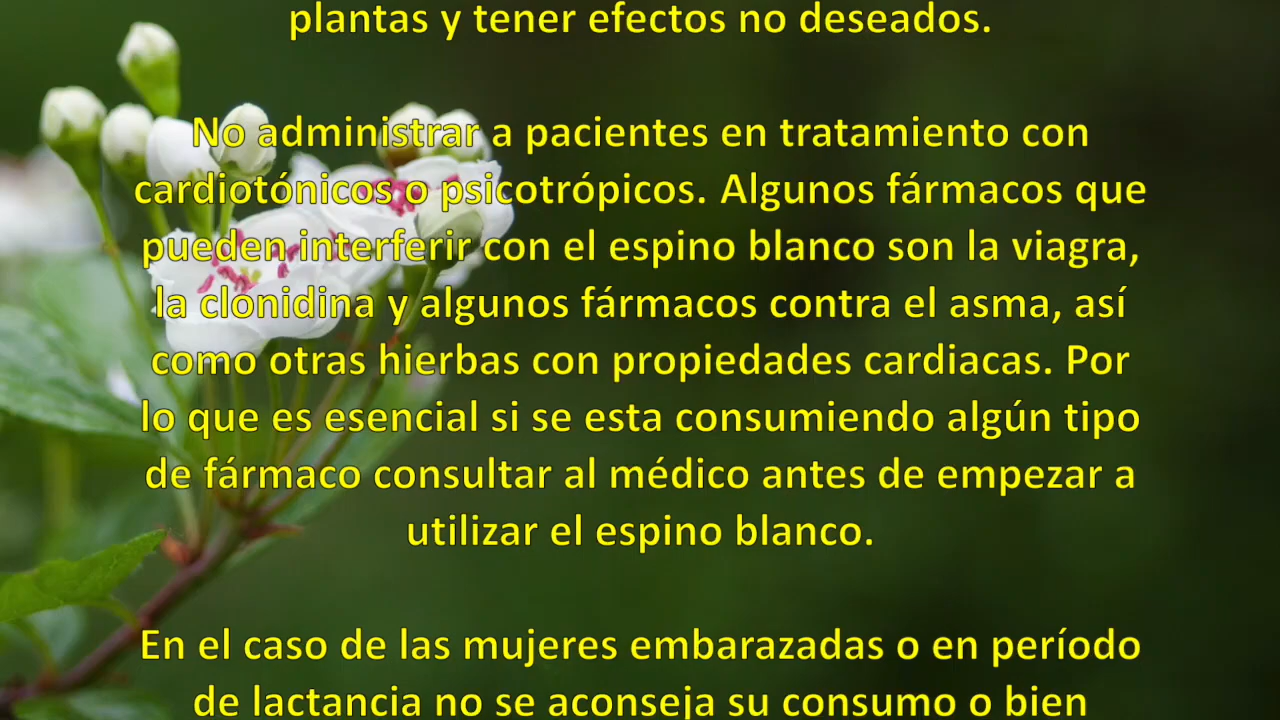 plantas y tener efectos no deseados.
No administrar a pacientes en tratamiento con
cardiotónicos o psicotrópicos. Algunos fármacos que
pueden interferir con el espino blanco son la viagra,
la clonidina y algunos fármacos contra el asma, así
como otras hierbas con propiedades cardiacas. Por
lo que es esencial si se esta consumiendo algún tipo
de fármaco consultar al médico antes de empezar a
utilizar el espino blanco.
En el caso de las mujeres embarazadas o en período
de lactancia no se aconseja su consumo o bien